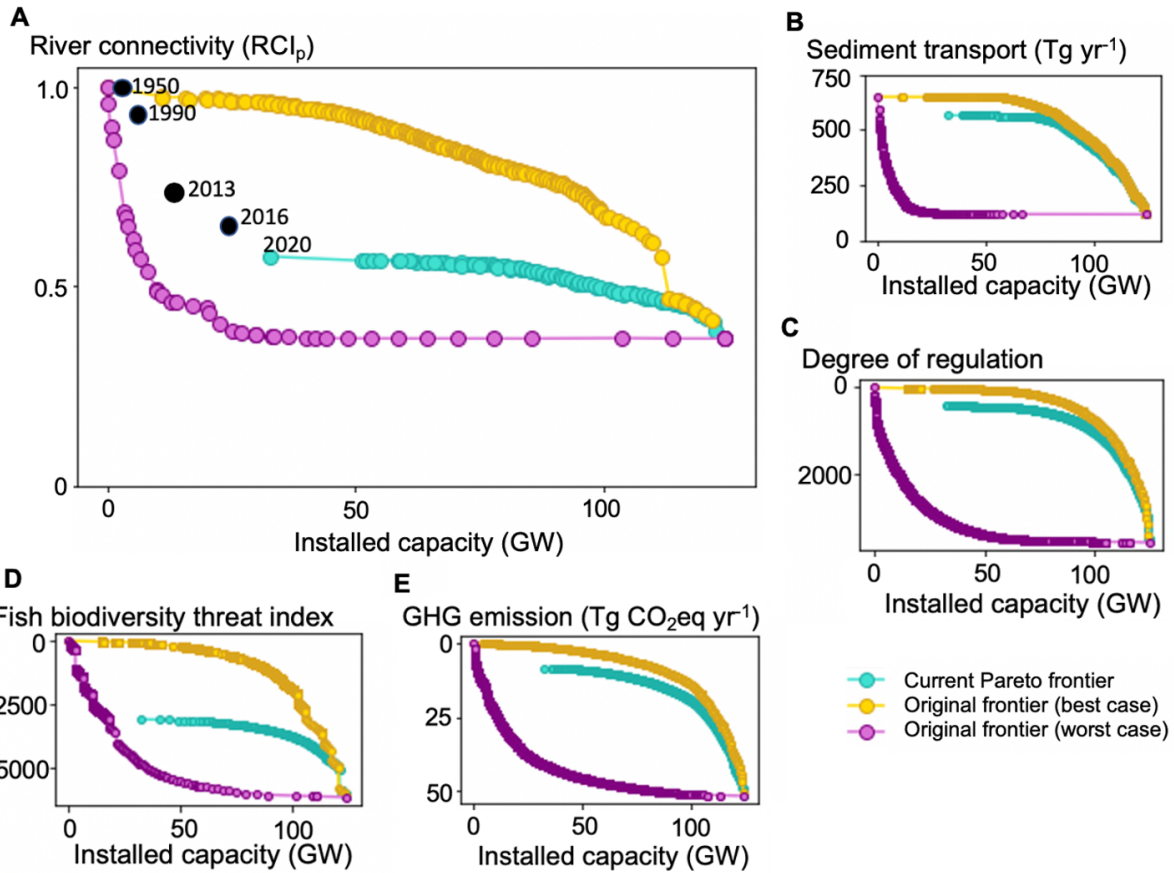 A
River connectivity (RCIp)
1.0
0.5
0
1950
1990
2013
2016
2020
0 50 100
Installed capacity (GW)
B
Sediment transport (Tg yr-1)
750
500
250
0
0 50 100
Installed capacity (GW)
C
Degree of regulation
0
2000
0 50 100
Installed capacity (GW)
D
Fish biodiversity threat index
0
2500
5000
0 50 100
Installed capacity (GW)
E
GHG emission (Tg CO2eq yr-1)
0
25
50
0 50 100
Installed capacity (GW)
Current Pareto frontier
Original frontier (best case)
Original frontier (worst case)